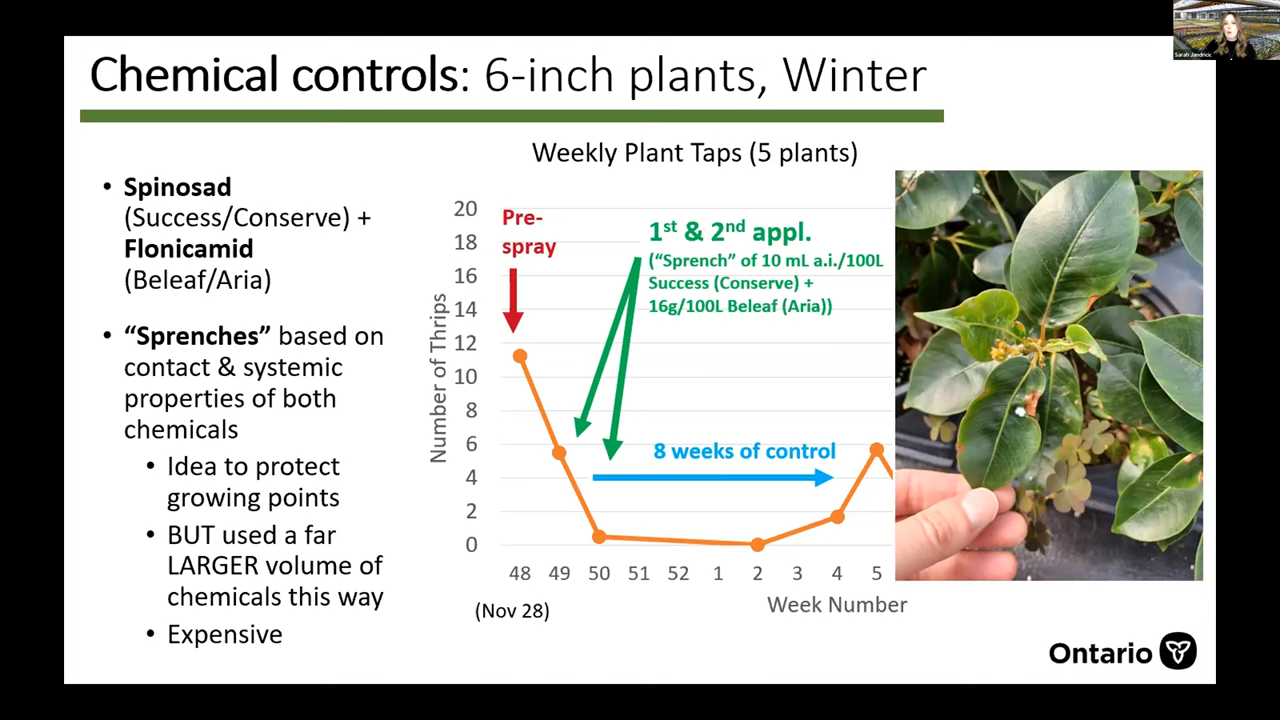 Sarah Jandricic
Chemical controls: 6-inch plants, Winter
• Spinosad
(Success/Conserve) +
Flonicamid
(Beleaf/Aria)
• “Sprenches” based on
contact & systemic
properties of both
chemicals
• Idea to protect
growing points
• BUT used a far
LARGER volume of
chemicals this way
• Expensive
Weekly Plant Taps (5 plants)
Number of Thrips
20
18
16
14
12
10
8
6
4
2
0
Pre-
spray
1st & 2nd appl.
(“Sprench” of 10 mL a.i./100L
Success (Conserve) +
16g/100L Beleaf (Aria))
8 weeks of control
48 49 50 51 52 1 2 3 4 5
(Nov 28)
Week Number
Ontario